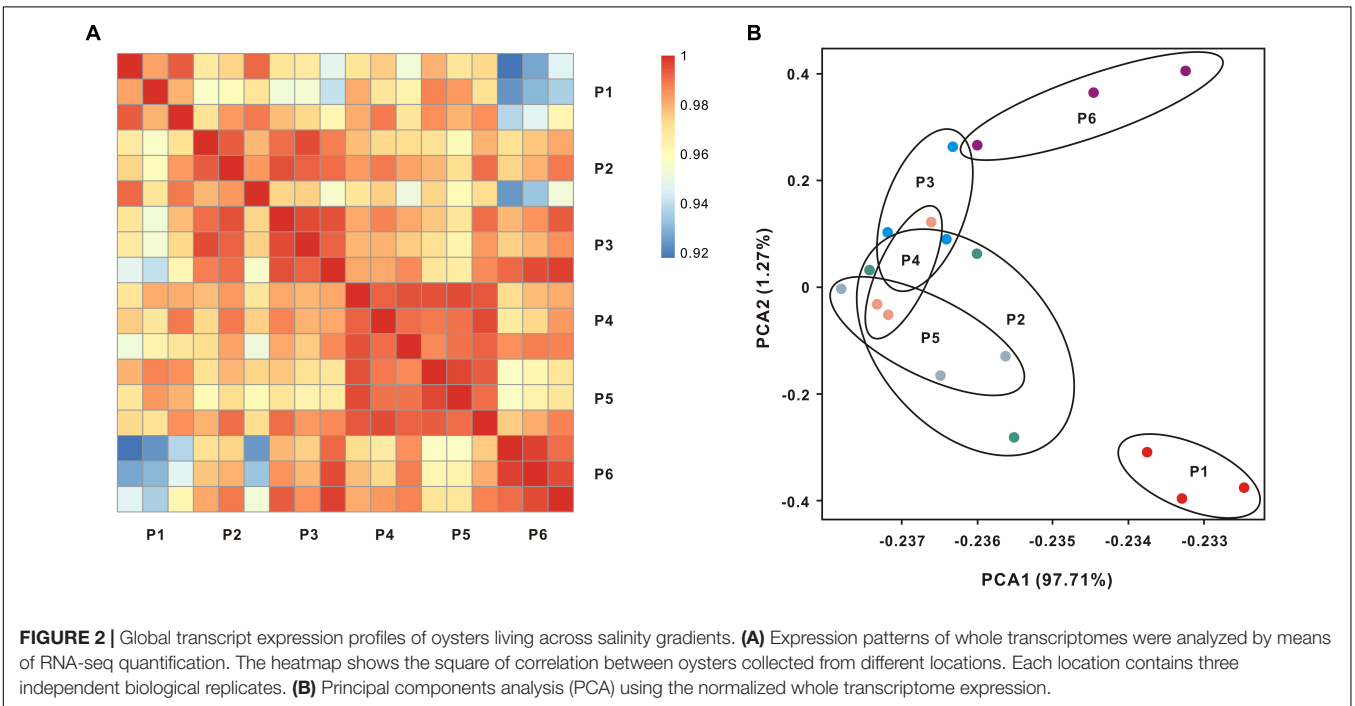 A
1
0.98
0.96
0.94
0.92
P1
P2
P3
P4
P5
P6
P1 P2 P3 P4 P5 P6
B
PCA2 (1.27%)
0.4
0.2
0
-0.2
-0.4
P6
P3
P4
P2
P5
P1
-0.237 -0.236 -0.235 -0.234 -0.233
PCA1 (97.71%)
FIGURE 2 | Global transcript expression profiles of oysters living across salinity gradients. (A) Expression patterns of whole transcriptomes were analyzed by means
of RNA-seq quantification. The heatmap shows the square of correlation between oysters collected from different locations. Each location contains three
independent biological replicates. (B) Principal components analysis (PCA) using the normalized whole transcriptome expression.